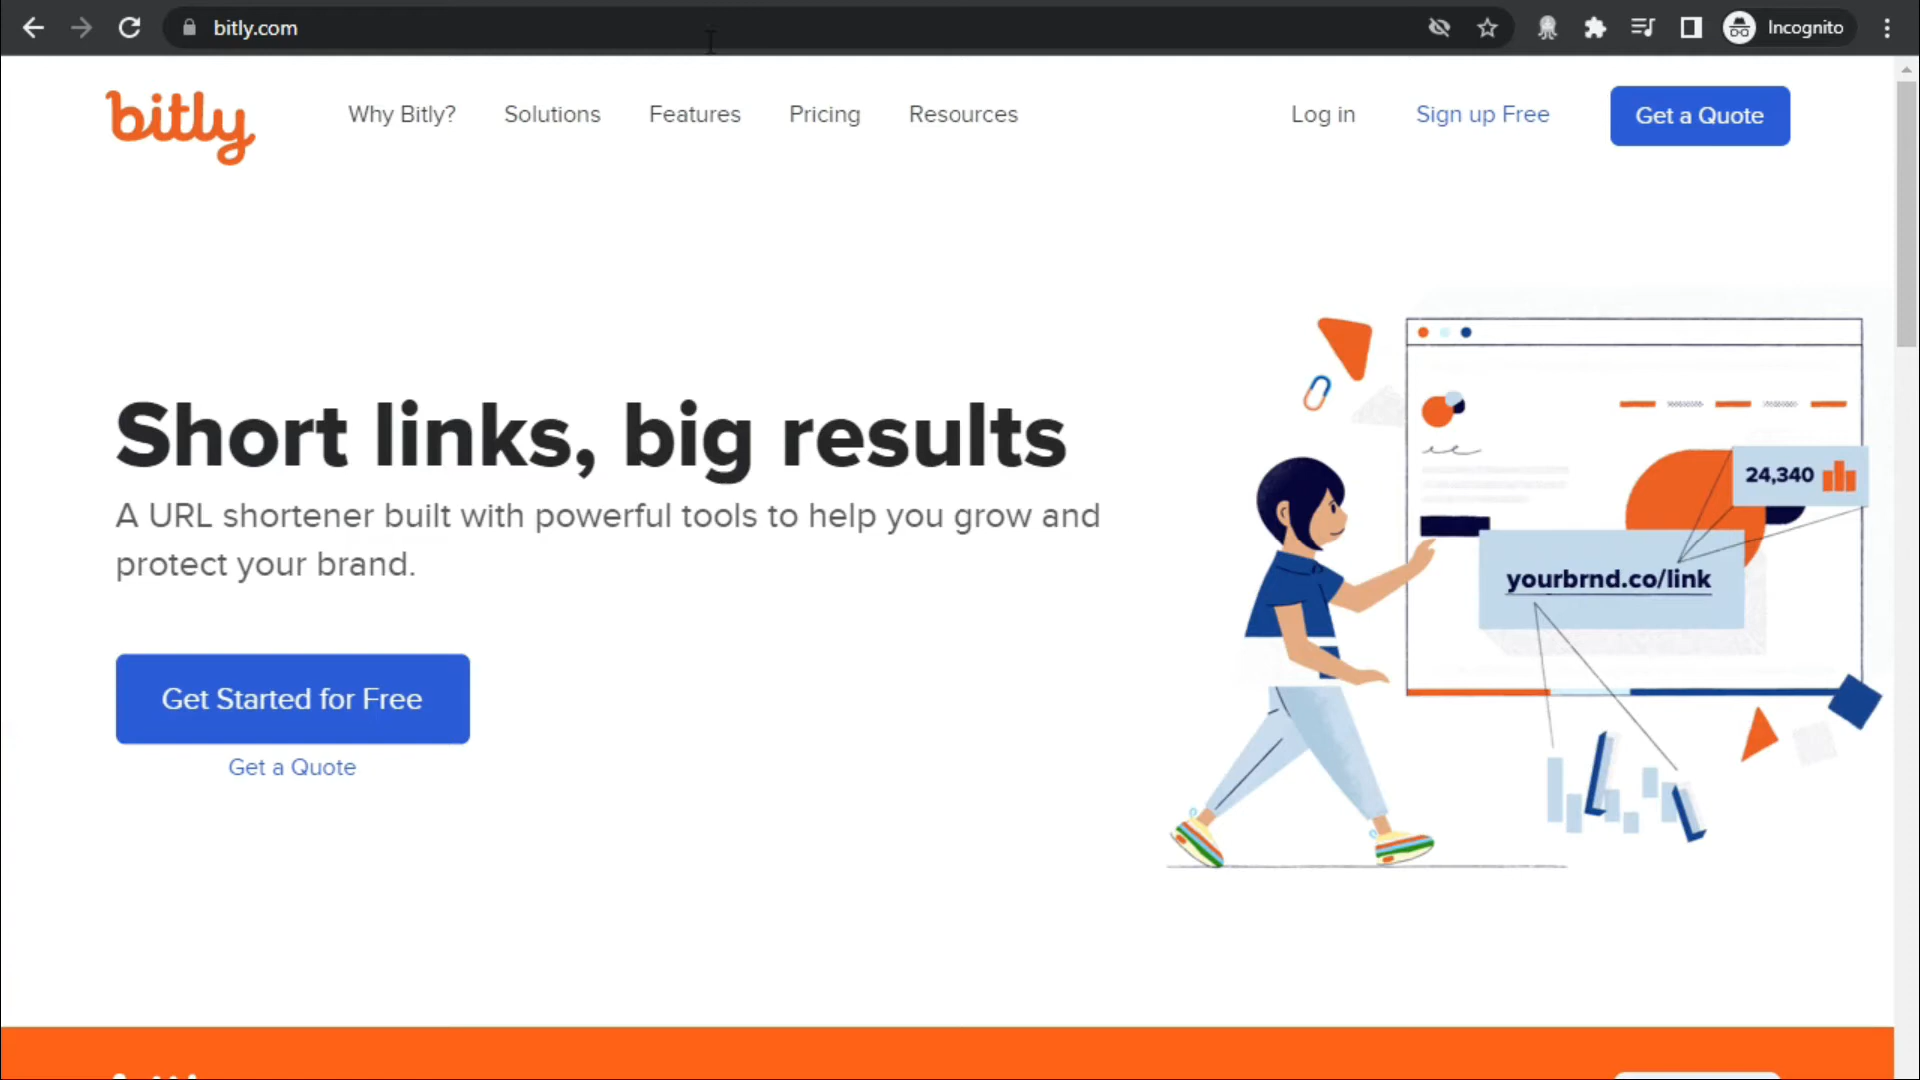 bitly.com
Incognito
bitly
Why Bitly?
Solutions
Features
Pricing
Resources
Log in
Sign up Free
Get a Quote
Short links, big results
A URL shortener built with powerful tools to help you grow and
protect your brand.
24,340
yourbrnd.co/link
Get Started for Free
Get a Quote